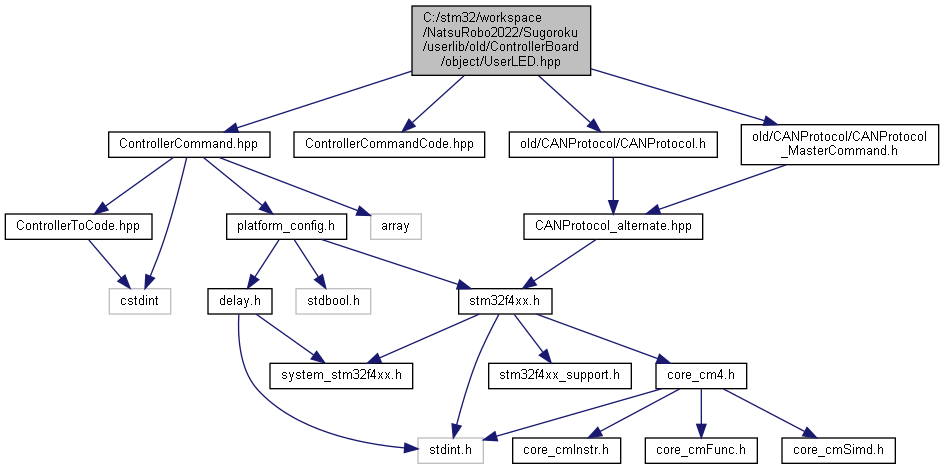 C:/stm32/workspace
/NatsuRobo2022/Sugoroku
/userlib/old/ControllerBoard
/object/UserLED.hpp
ControllerCommand.hpp
ControllerCommandCode.hpp
old/CANProtocol/CANProtocol.h
old/CANProtocol/CANProtocol
_MasterCommand.h
ControllerToCode.hpp
platform_config.h
array
CANProtocol_alternate.hpp
cstdint
delay.h
stdbool.h
stm32f4xx.h
system_stm32f4xx.h
stm32f4xx_support.h
core_cm4.h
stdint.h
core_cmInstr.h
core_cmFunc.h
core_cmSimd.h